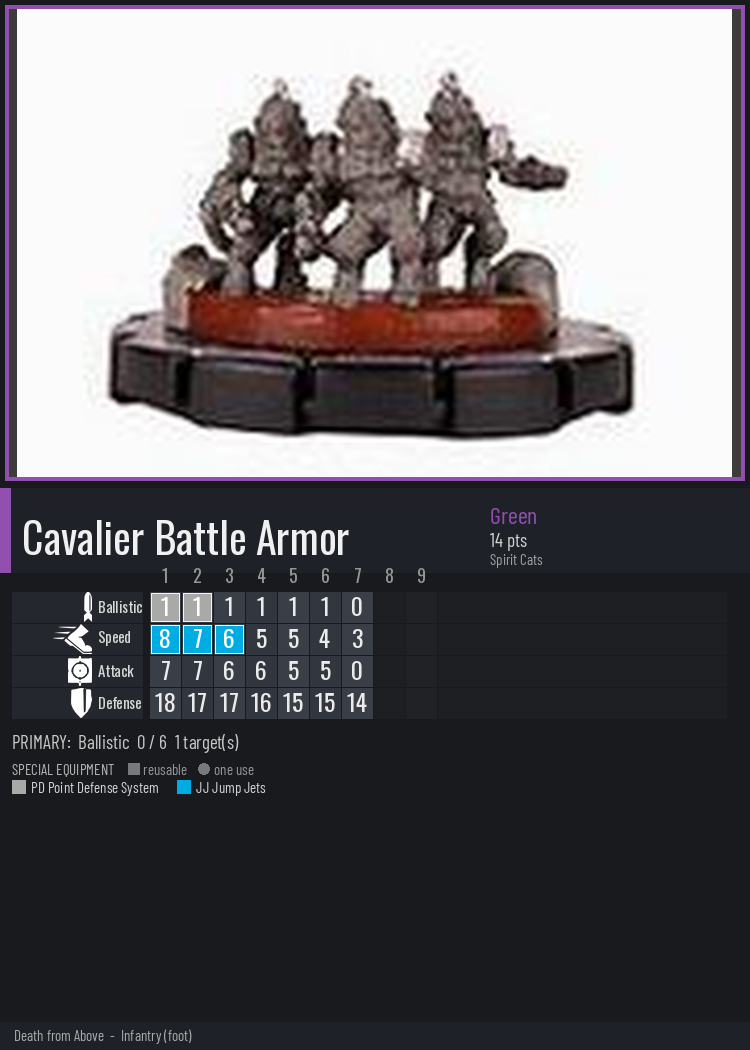 Cavalier Battle Armor
Green
14 pts
Spirit Cats
1 2 3 4 5 6 7 8 9
Ballistic 1 1 1 1 1 1 0
Speed 8 7 6 5 5 4 3
Attack 7 7 6 6 5 5 0
Defense 18 17 17 16 15 15 14
PRIMARY: Ballistic 0 / 6 1 target(s)
SPECIAL EQUIPMENT reusable one use
PD Point Defense System JJ Jump Jets
Death from Above - Infantry (foot)